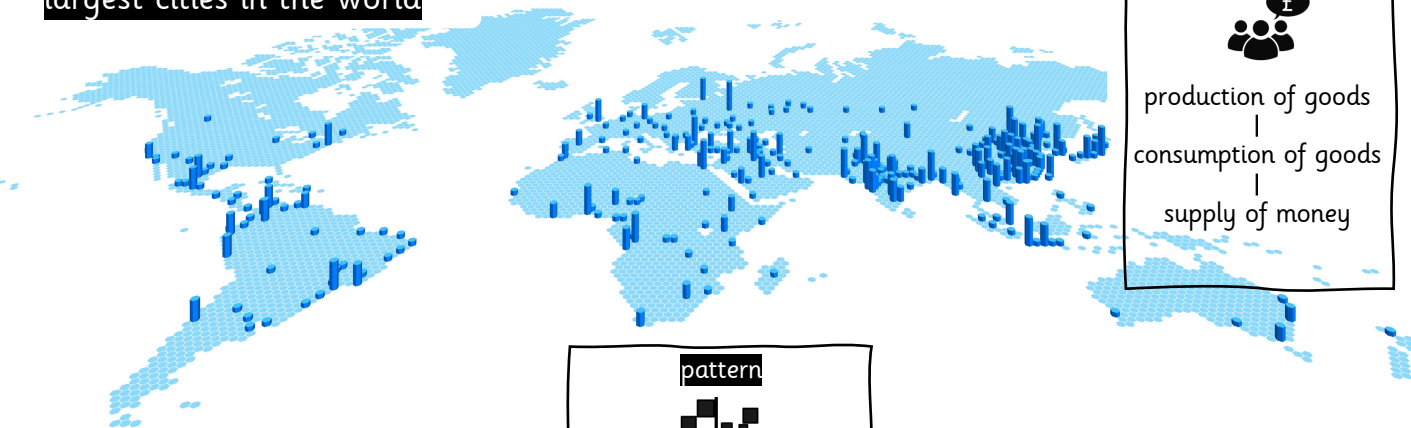 largest cities in the world
£
production of goods
consumption of goods
supply of money
pattern